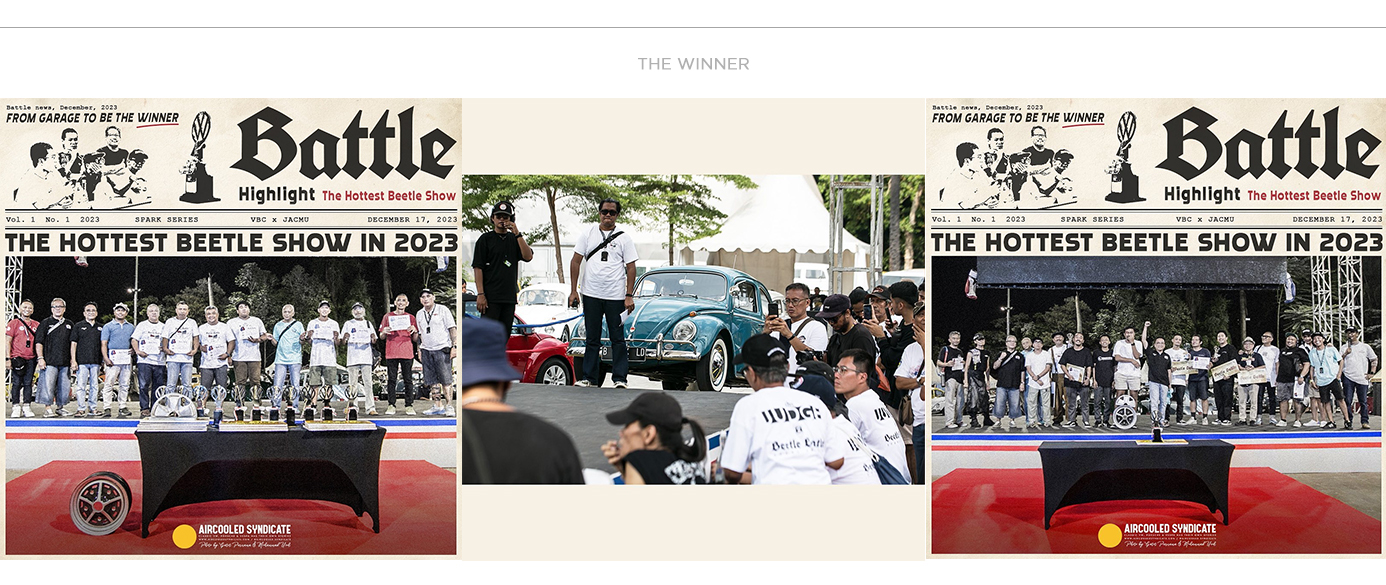 THE WINNER
Battle news, December, 2023
FROM GARAGE TO BE THE WINNER
Battle
Highlight The Hottest Beetle Show
Vol. 1 No. 1 2023 SPARK SERIES VBC x JACMU DECEMBER 17, 2023
THE HOTTEST BEETLE SHOW IN 2023
AIRCOOLED SYNDICATE
JUDGE
Beetle Battle
Battle news, December, 2023
FROM GARAGE TO BE THE WINNER
Battle
Highlight The Hottest Beetle Show
Vol. 1 No. 1 2023 SPARK SERIES VBC x JACMU DECEMBER 17, 2023
THE HOTTEST BEETLE SHOW IN 2023
AIRCOOLED SYNDICATE